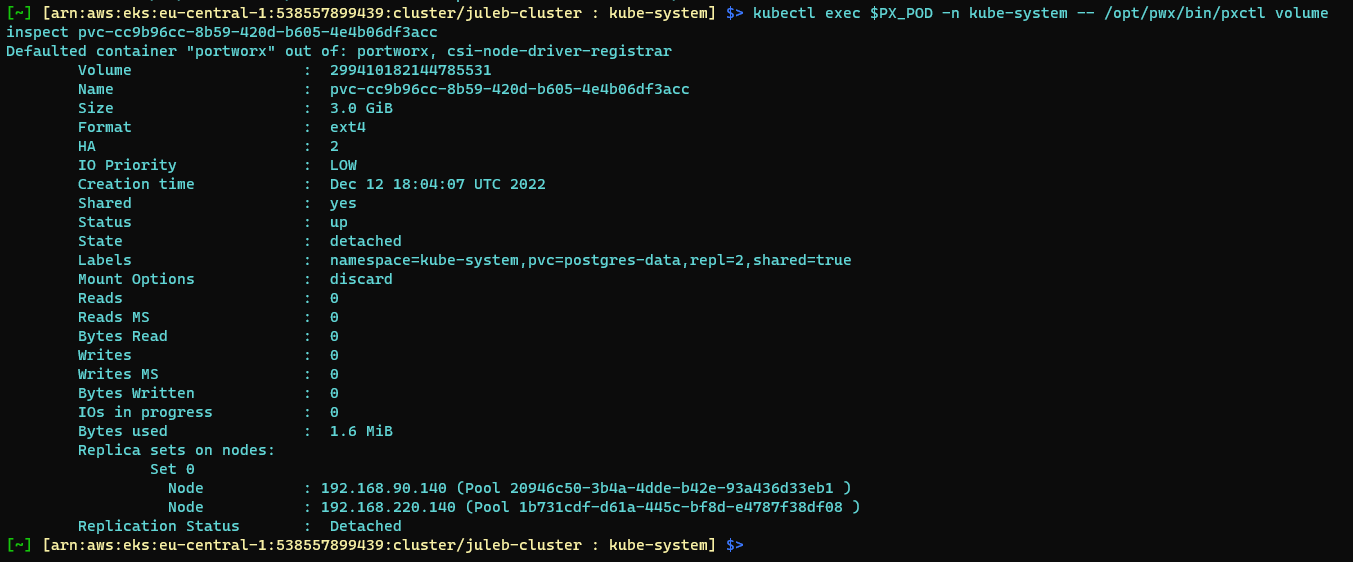 [~] [arn:aws:eks:eu-central-1:538557899439:cluster/juleb-cluster : kube-system] $> kubectl exec $PX_POD -n kube-system -- /opt/pwx/bin/pxctl volume
inspect pvc-cc9b96cc-8b59-420d-b605-4e4b06df3acc
Defaulted container "portworx" out of: portworx, csi-node-driver-registrar
        Volume                   :  299410182144785531
        Name                     :  pvc-cc9b96cc-8b59-420d-b605-4e4b06df3acc
        Size                     :  3.0 GiB
        Format                   :  ext4
        HA                       :  2
        IO Priority              :  LOW
        Creation time            :  Dec 12 18:04:07 UTC 2022
        Shared                   :  yes
        Status                   :  up
        State                    :  detached
        Labels                   :  namespace=kube-system,pvc=postgres-data,repl=2,shared=true
        Mount Options            :  discard
        Reads                    :  0
        Reads MS                 :  0
        Bytes Read               :  0
        Writes                   :  0
        Writes MS                :  0
        Bytes Written            :  0
        IOs in progress          :  0
        Bytes used               :  1.6 MiB
        Replica sets on nodes:
                Set 0
                  Node           : 192.168.90.140 (Pool 20946c50-3b4a-4dde-b42e-93a436d33eb1 )
                  Node           : 192.168.220.140 (Pool 1b731cdf-d61a-445c-bf8d-e4787f38df08 )
        Replication Status       :  Detached
[~] [arn:aws:eks:eu-central-1:538557899439:cluster/juleb-cluster : kube-system] $>